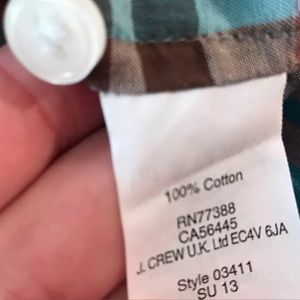 100% Cotton
RN77388
CA56445
J. CREW U.K. Ltd EC4V 6JA
Style 03411
SU 13